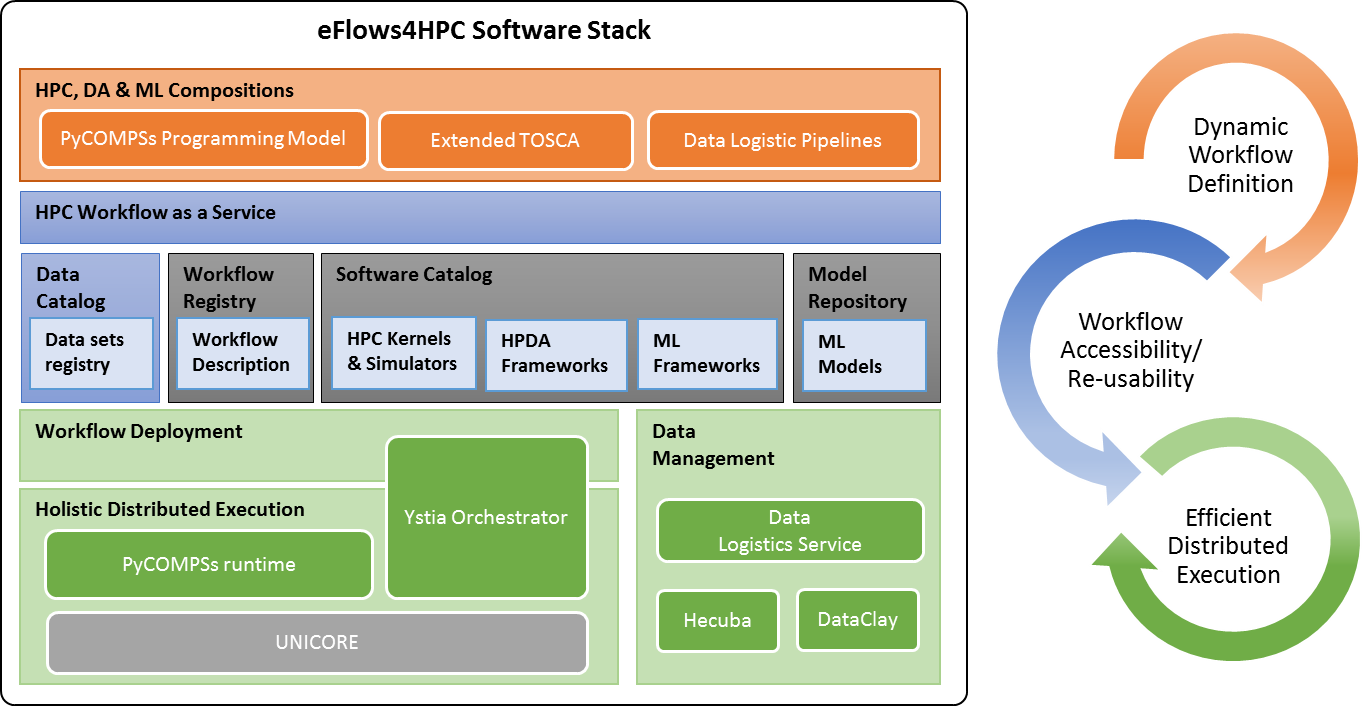 eFlows4HPC Software Stack
HPC, DA & ML Compositions
PyCOMPSs Programming Model
Extended TOSCA
Data Logistic Pipelines
HPC Workflow as a Service
Data
Catalog
Data sets
registry
Workflow
Registry
Workflow
Description
Software Catalog
HPC Kernels
& Simulators
HPDA
Frameworks
ML
Frameworks
Model
Repository
ML
Models
Workflow Deployment
Ystia Orchestrator
Holistic Distributed Execution
PyCOMPSs runtime
UNICORE
Data
Management
Data
Logistics Service
Hecuba
DataClay
Dynamic
Workflow
Definition
Workflow
Accessibility/
Re-usability
Efficient
Distributed
Execution